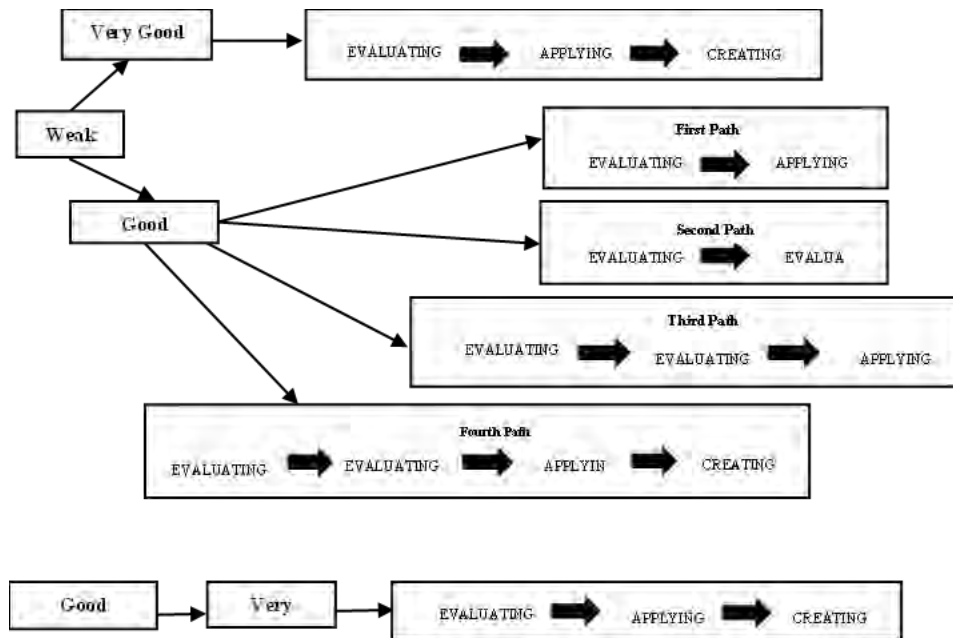 Very Good
EVALUATING APPLYING CREATING
Weak
First Path
EVALUATING APPLYING
Good
Second Path
EVALUATING EVALUA
Third Path
EVALUATING EVALUATING APPLYING
Fourth Path
EVALUATING EVALUATING APPLYIN CREATING
Good Very EVALUATING APPLYING CREATING